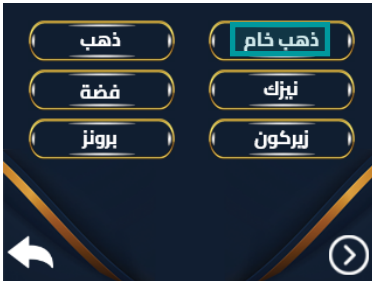 ذهب خام
ذهب
نيزك
فضة
زيركون
برونز